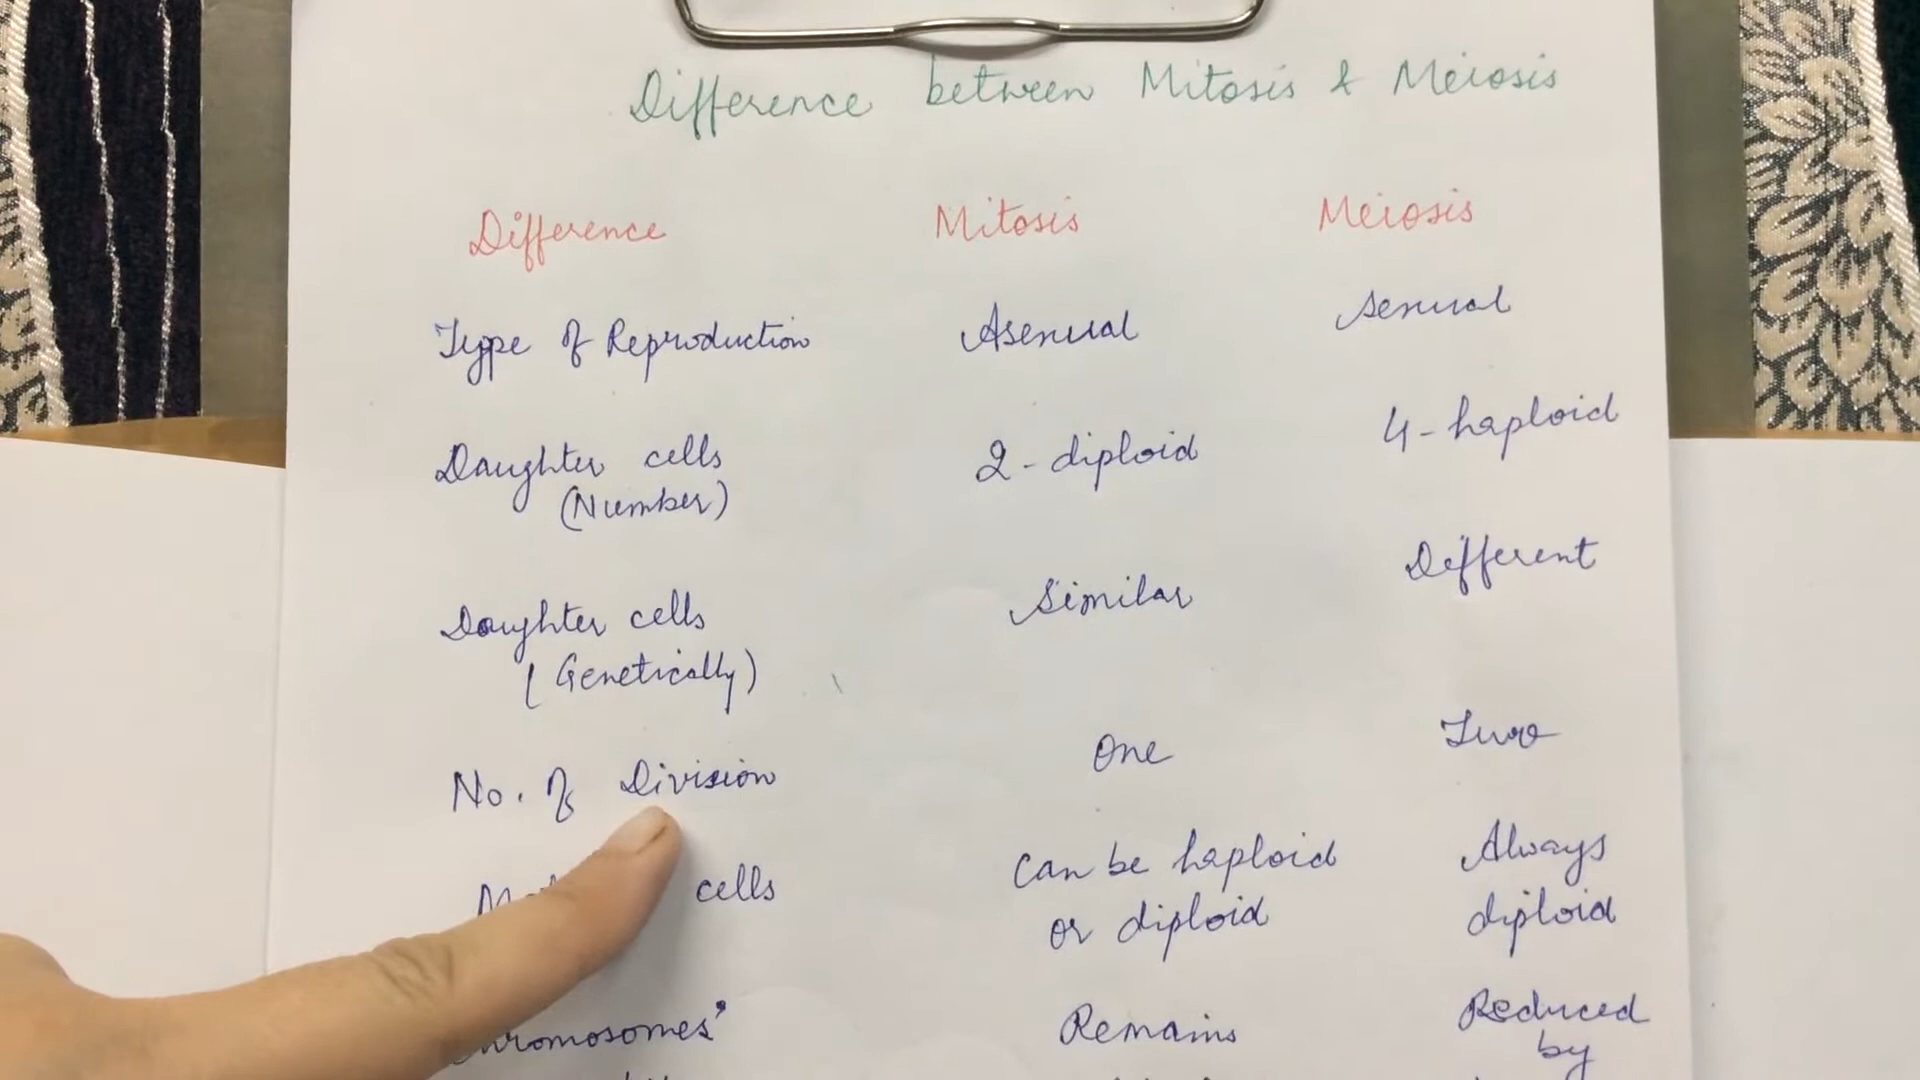 Difference between Mitosis & Meiosis
Difference Mitosis Meiosis
Type of Reproduction Asexual Sexual
Daughter cells 2-diploid 4-haploid
(Number)
Daughter cells Similar Different
(Genetically)
No. of Division One Two
cells Can be haploid Always
or diploid diploid
Chromosomes' Remains Reduced
by